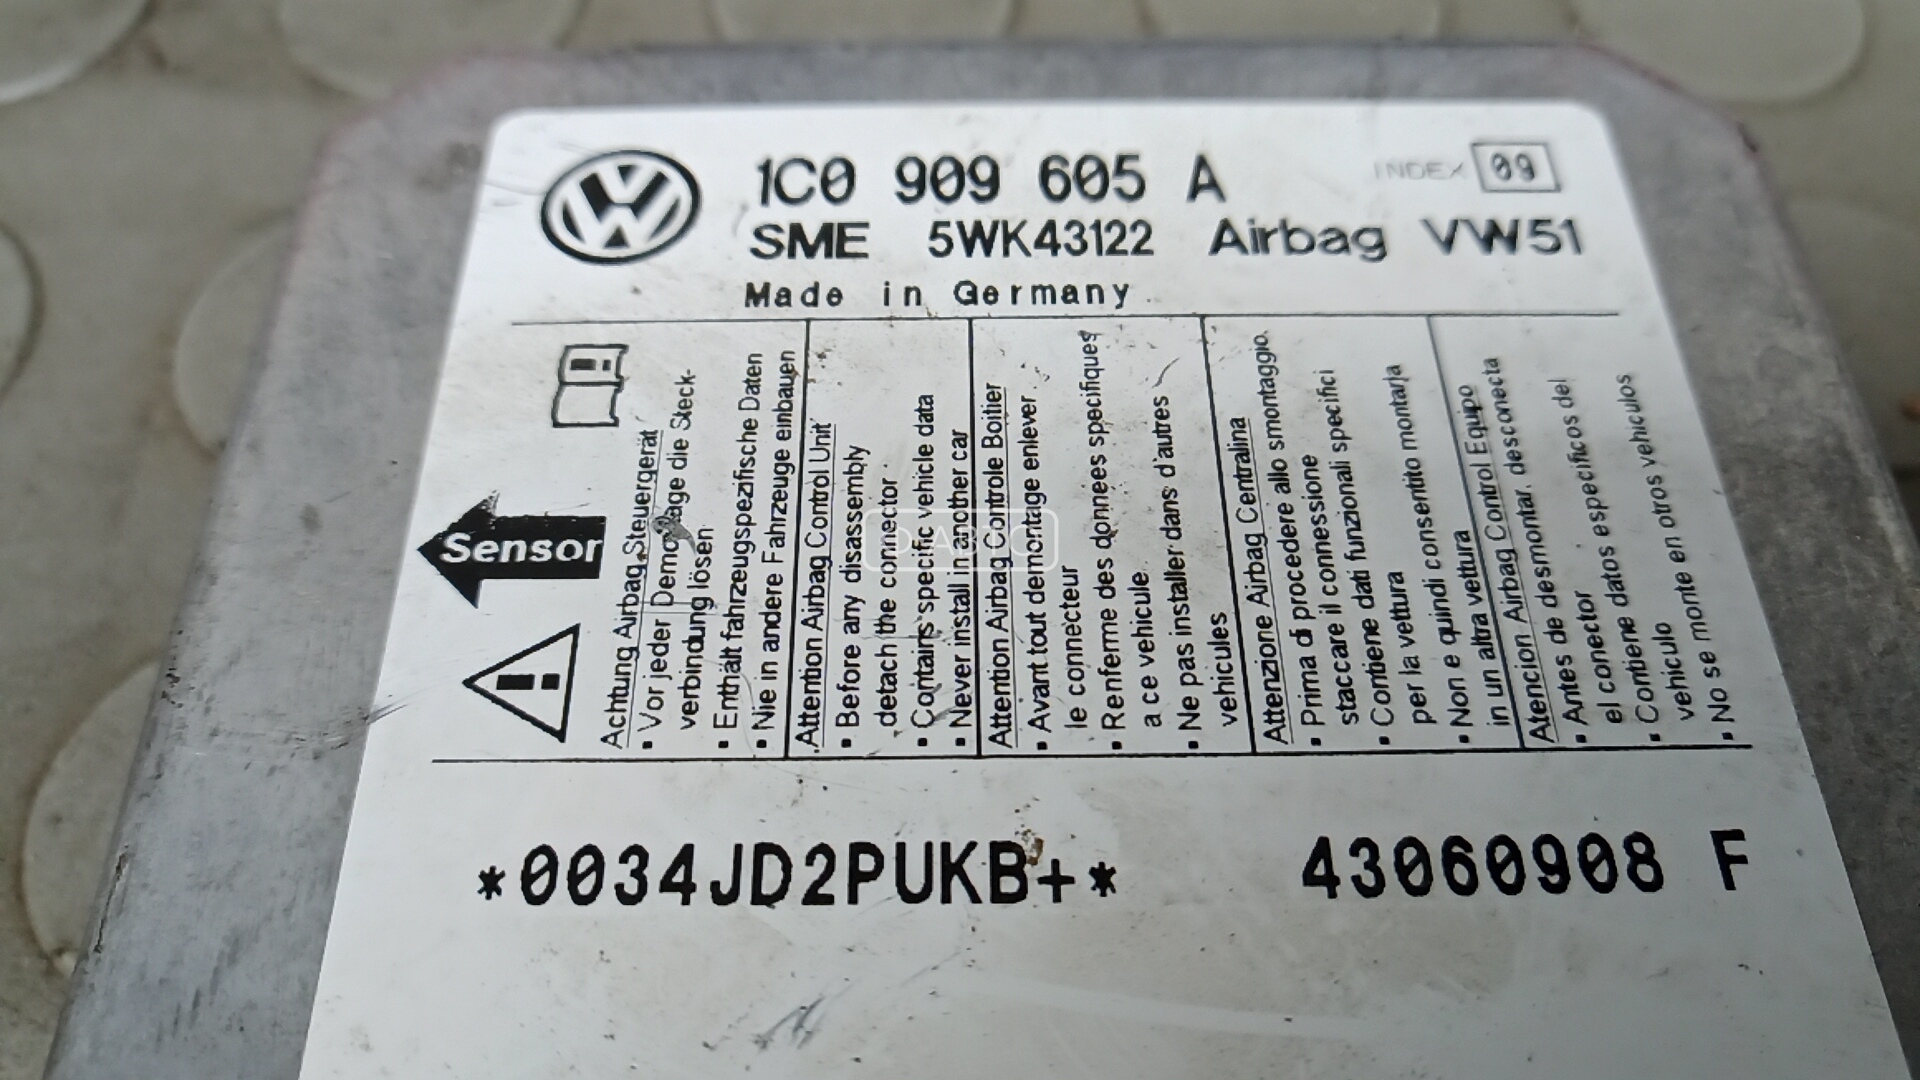 1C0 909 605 A
INDEX 09
SME 5WK43122 Airbag VW51
Made in Germany
Sensor
Achtung Airbag Steuergerät
• Vor jeder Demontage die Steck-
verbindung lösen
• Enthält fahrzeugspezifische Daten
• Nie in andere Fahrzeuge einbauen
Attention Airbag Control Unit
• Before any disassembly
detach the connector
• Contains specific vehicle data
• Never install in another car
Attention Airbag Controle Boitier
• Avant tout demontage enlever
le connecteur
• Renferme des données specifiques
a ce vehicule
• Ne pas installer dans d'autres
vehicules
Attenzione Airbag Centralina
• Prima di procedere allo smontaggio
staccare il connessione
• Contiene dati funzionali specifici
per la vettura
• Non e quindi consentito montarla
in un altra vettura
Atencion Airbag Control Equipo
• Antes de desmontar, desconecta
el conector
• Contiene datos especificos del
vehiculo
• No se monte en otros vehiculos
*0034JD2PUKB+* 43060908 F